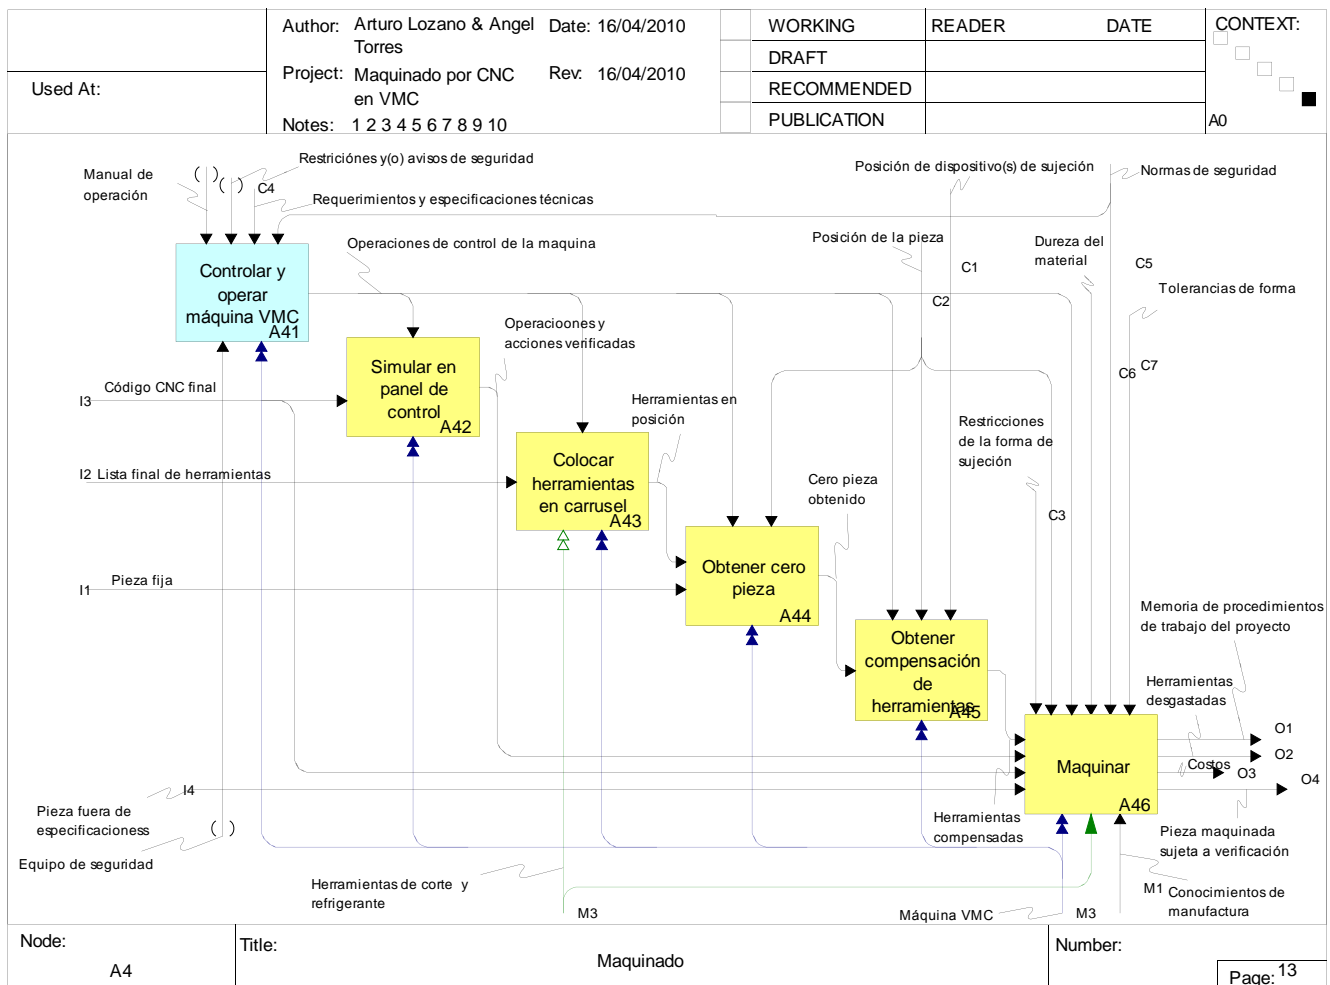 Used At:
Author: Arturo Lozano & Angel
Torres
Date: 16/04/2010
Project: Maquinado por CNC
en VMC
Rev: 16/04/2010
Notes: 1 2 3 4 5 6 7 8 9 10
WORKING
DRAFT
RECOMMENDED
PUBLICATION
READER
DATE
CONTEXT:
A0
Manual de
operación
( )
( )
Restriciónes y(o) avisos de seguridad
C4
Requerimientos y especificaciones técnicas
Operaciones de control de la maquina
Posición de dispositivo(s) de sujeción
Normas de seguridad
Posición de la pieza
Dureza del
material
C1
C2
C5
Tolerancias de forma
C6
C7
Controlar y
operar
máquina VMC
A41
Operacioones y
acciones verificadas
Simular en
panel de
control
A42
I3
Código CNC final
Herramientas en
posición
Restricciones
de la forma de
sujeción
C3
I2 Lista final de herramientas
Colocar
herramientas
en carrusel
A43
Cero pieza
obtenido
I1
Pieza fija
Obtener cero
pieza
A44
Obtener
compensación
de
herramientas
A45
Memoria de procedimientos
de trabajo del proyecto
Herramientas
desgastadas
O1
O2
Costos
O3
O4
Maquinar
A46
I4
Pieza fuera de
especificacioness
( )
Equipo de seguridad
Herramientas
compensadas
Pieza maquinada
sujeta a verificación
Herramientas de corte y
refrigerante
M3
Máquina VMC
M3
M1
Conocimientos de
manufactura
Node:
A4
Title:
Maquinado
Number:
Page: 13